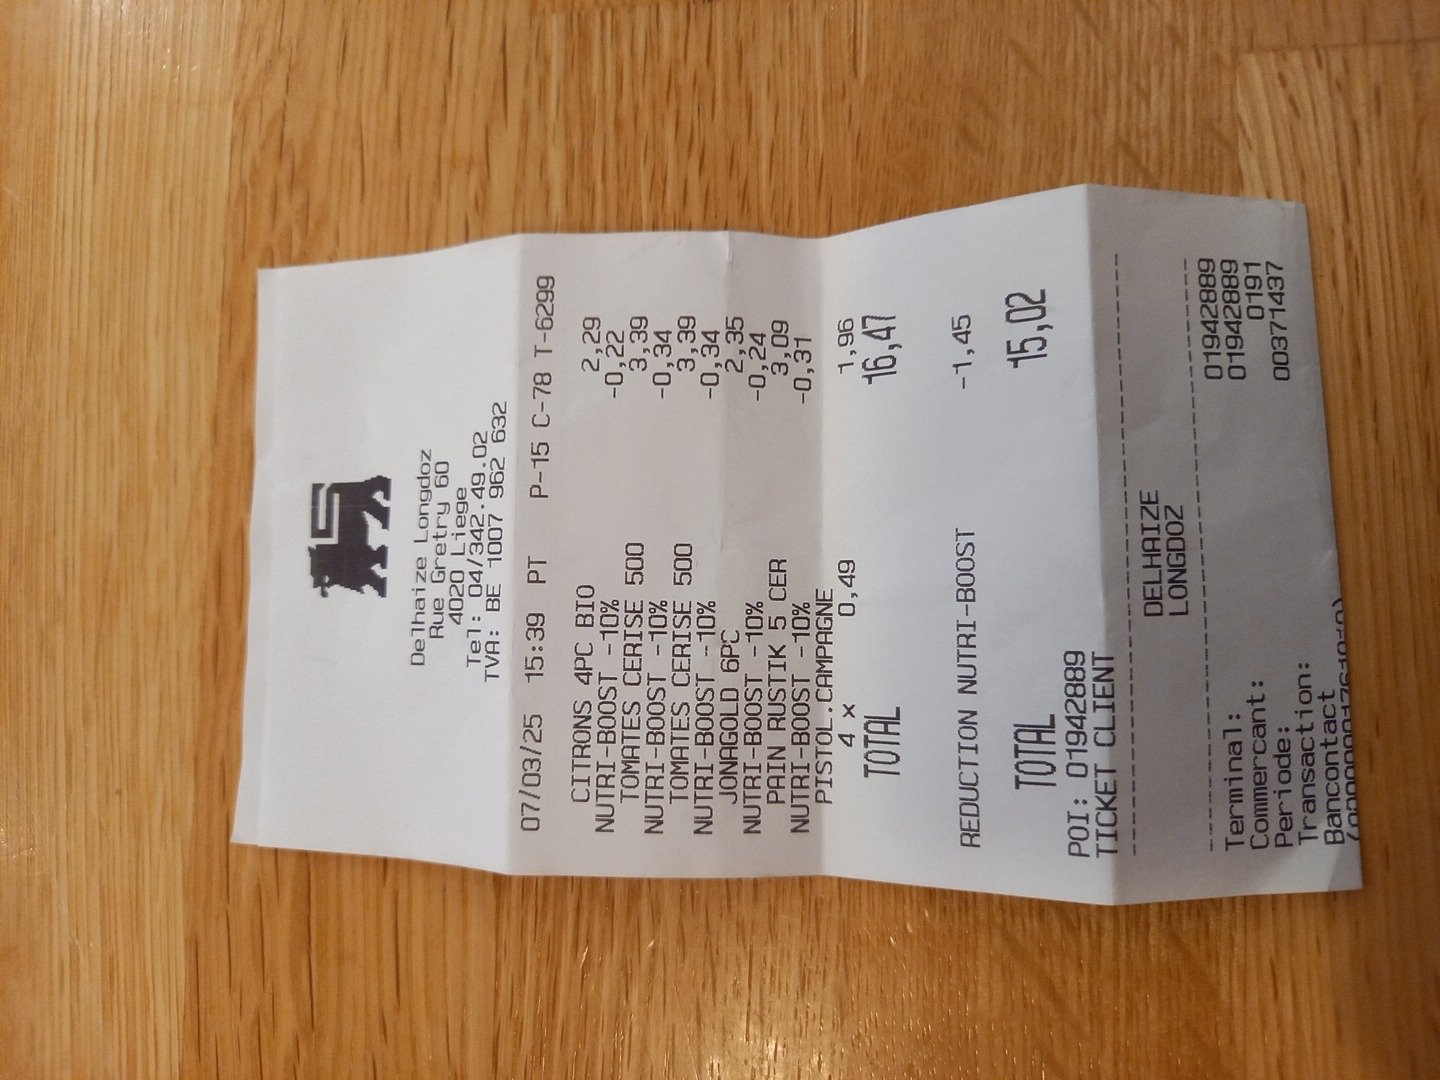 Delhaize Longdoz
Rue Gretry 60
4020 Liege
Tel: 04/342.49.02
TVA: BE 1007 962 632
07/03/25 15:39 PT P-15 C-78 T-6299
CITRONS 4PC BIO 2,29
NUTRI-BOOST -10% -0,22
TOMATES CERISE 500 3,39
NUTRI-BOOST -10% -0,34
TOMATES CERISE 500 3,39
NUTRI-BOOST -10% -0,34
JONAGOLD 6PC 2,35
NUTRI-BOOST -10% -0,24
PAIN RUSTIK 5 CER 3,09
NUTRI-BOOST -10% -0,31
PISTOL.CAMPAGNE
4 x 0,49 1,96
TOTAL 16,47
REDUCTION NUTRI-BOOST -1,45
TOTAL 15,02
POI: 01942889
TICKET CLIENT
DELHAIZE
LONGDOZ
Terminal: 01942889
Commercant: 01942889
Periode: 0191
Transaction: 00371437
Bancontact